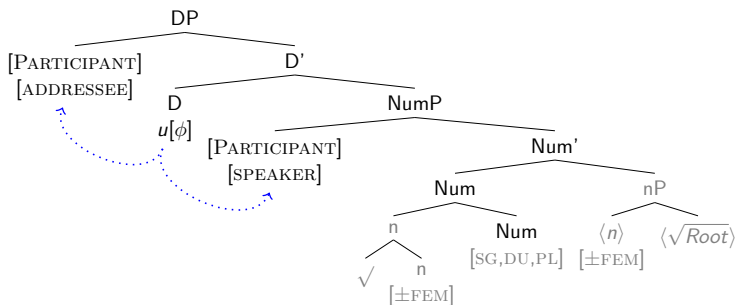 DP
[PARTICIPANT] D'
[ADDRESSEE]
D NumP
u[ϕ]
[PARTICIPANT] Num'
[SPEAKER]
Num nP
n Num ⟨n⟩ ⟨√Root⟩
[SG,DU,PL] [±FEM]
√ n
[±FEM]